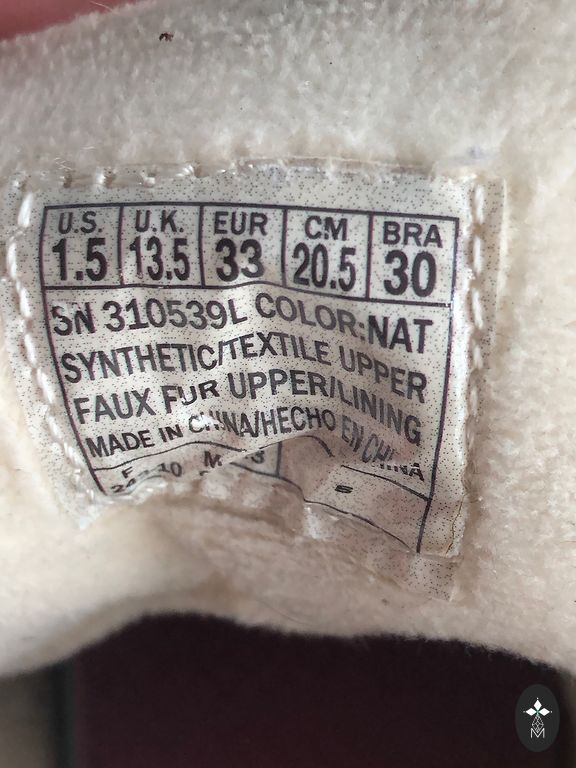 U.S. U.K. EUR CM BRA
1.5 13.5 33 20.5 30
SN 310539L COLOR:NAT
SYNTHETIC/TEXTILE UPPER
FAUX FUR UPPER/LINING
MADE IN CHINA/HECHO EN CHINA